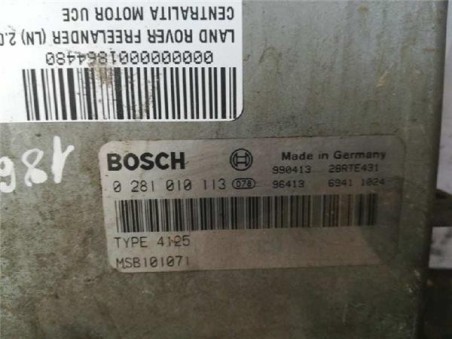 LAND ROVER FREELANDER (LN) 2.0
CENTRALITA MOTOR UCE
BOSCH Made in Germany
990413 28RTE431
0 281 010 113 078 96413 6941 1024
TYPE 4125
MSB101071